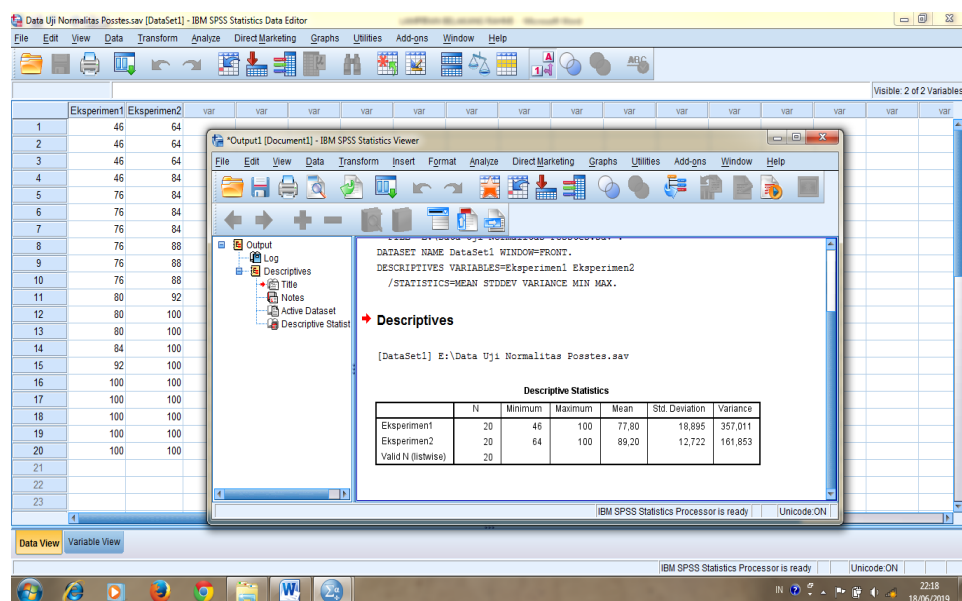 Data Uji Normalitas Posstes.sav [DataSet1] - IBM SPSS Statistics Data Editor
File Edit View Data Transform Analyze Direct Marketing Graphs Utilities Add-ons Window Help
Visible: 2 of 2 Variables
Eksperimen1 Eksperimen2 var var var var var var var var var var var var var
1 46 64
2 46 64
3 46 64
4 46 84
5 76 84
6 76 84
7 76 84
8 76 88
9 76 88
10 76 88
11 80 92
12 80 100
13 80 100
14 84 100
15 92 100
16 100 100
17 100 100
18 100 100
19 100 100
20 100 100
21
22
23
*Output1 [Document1] - IBM SPSS Statistics Viewer
File Edit View Data Transform Insert Format Analyze Direct Marketing Graphs Utilities Add-ons Window Help
Output
Log
Descriptives
Title
Notes
Active Dataset
Descriptive Statist
DATASET NAME DataSet1 WINDOW=FRONT.
DESCRIPTIVES VARIABLES=Eksperimen1 Eksperimen2
/STATISTICS=MEAN STDDEV VARIANCE MIN MAX.
Descriptives
[DataSet1] E:\Data Uji Normalitas Posstes.sav
Descriptive Statistics
N Minimum Maximum Mean Std. Deviation Variance
Eksperimen1 20 46 100 77,80 18,895 357,011
Eksperimen2 20 64 100 89,20 12,722 161,853
Valid N (listwise) 20
IBM SPSS Statistics Processor is ready Unicode:ON
Data View Variable View
IBM SPSS Statistics Processor is ready Unicode:ON
IN 22:18
18/06/2019